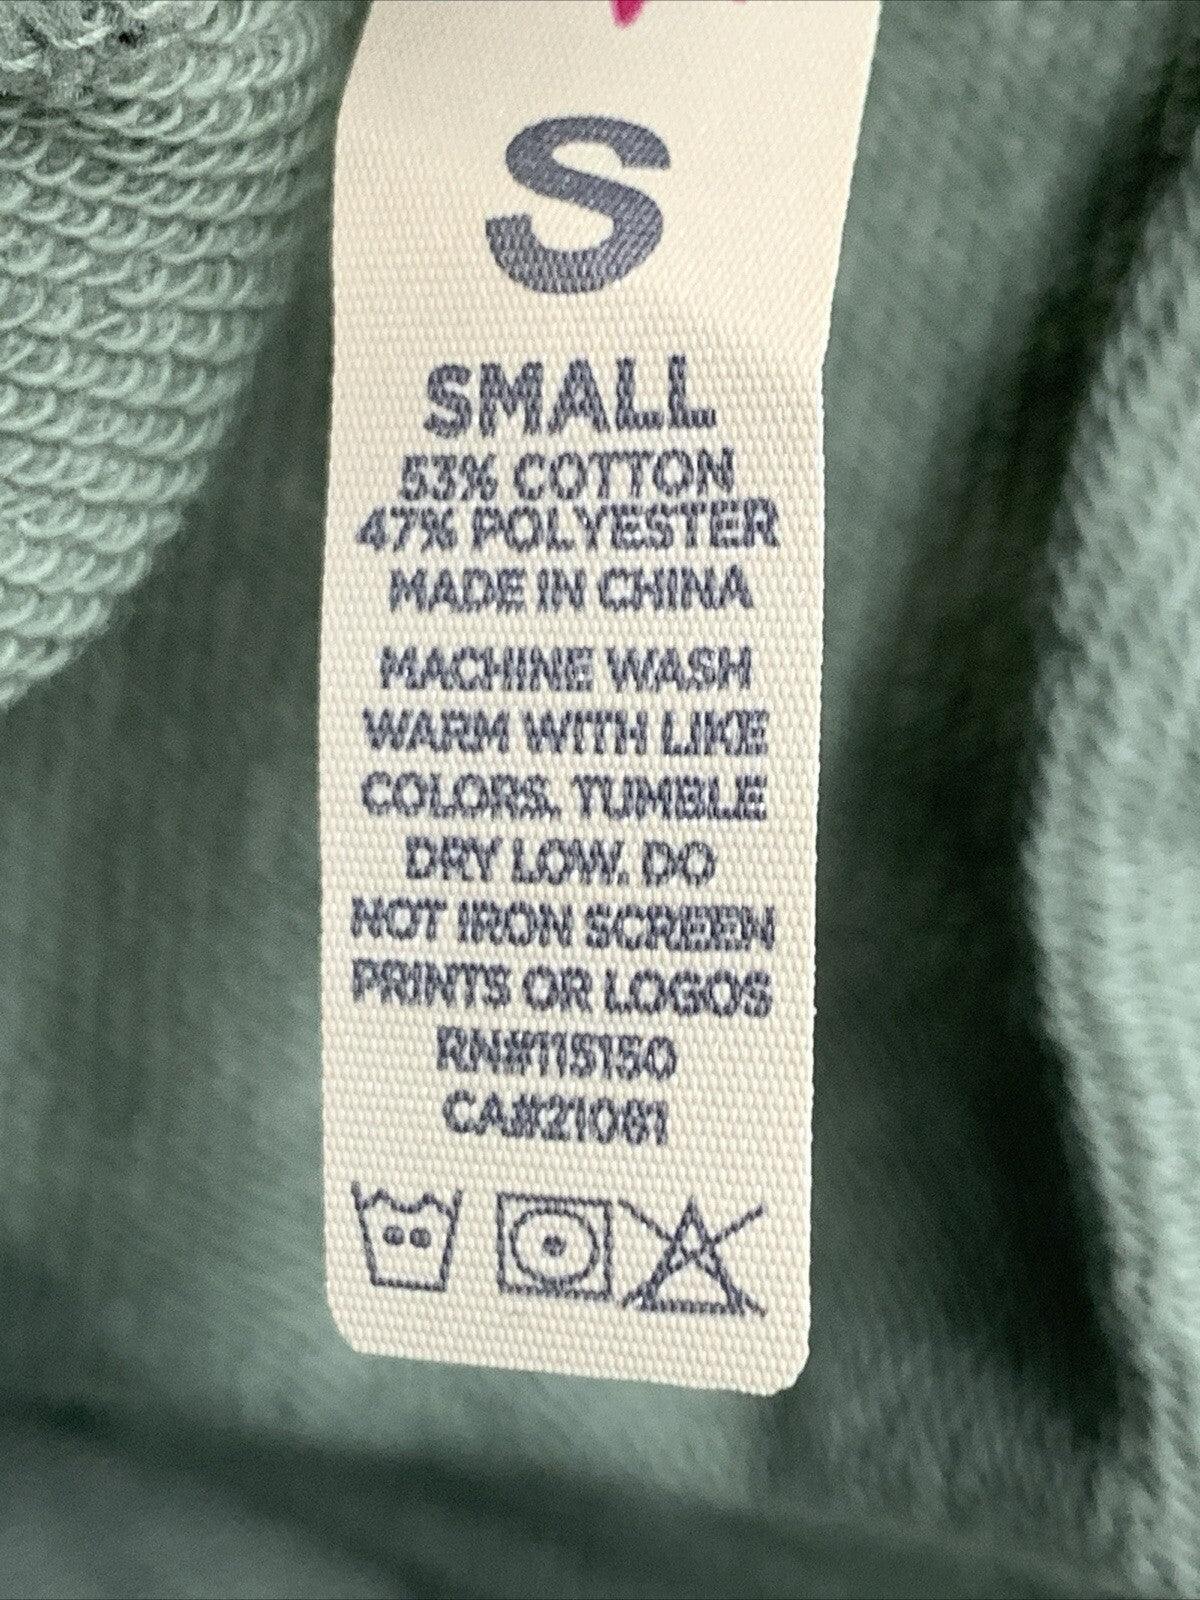 S
SMALL
53% COTTON
47% POLYESTER
MADE IN CHINA
MACHINE WASH
WARM WITH LIKE
COLORS. TUMBLE
DRY LOW. DO
NOT IRON SCREEN
PRINTS OR LOGOS
RN#115150
CA#21061